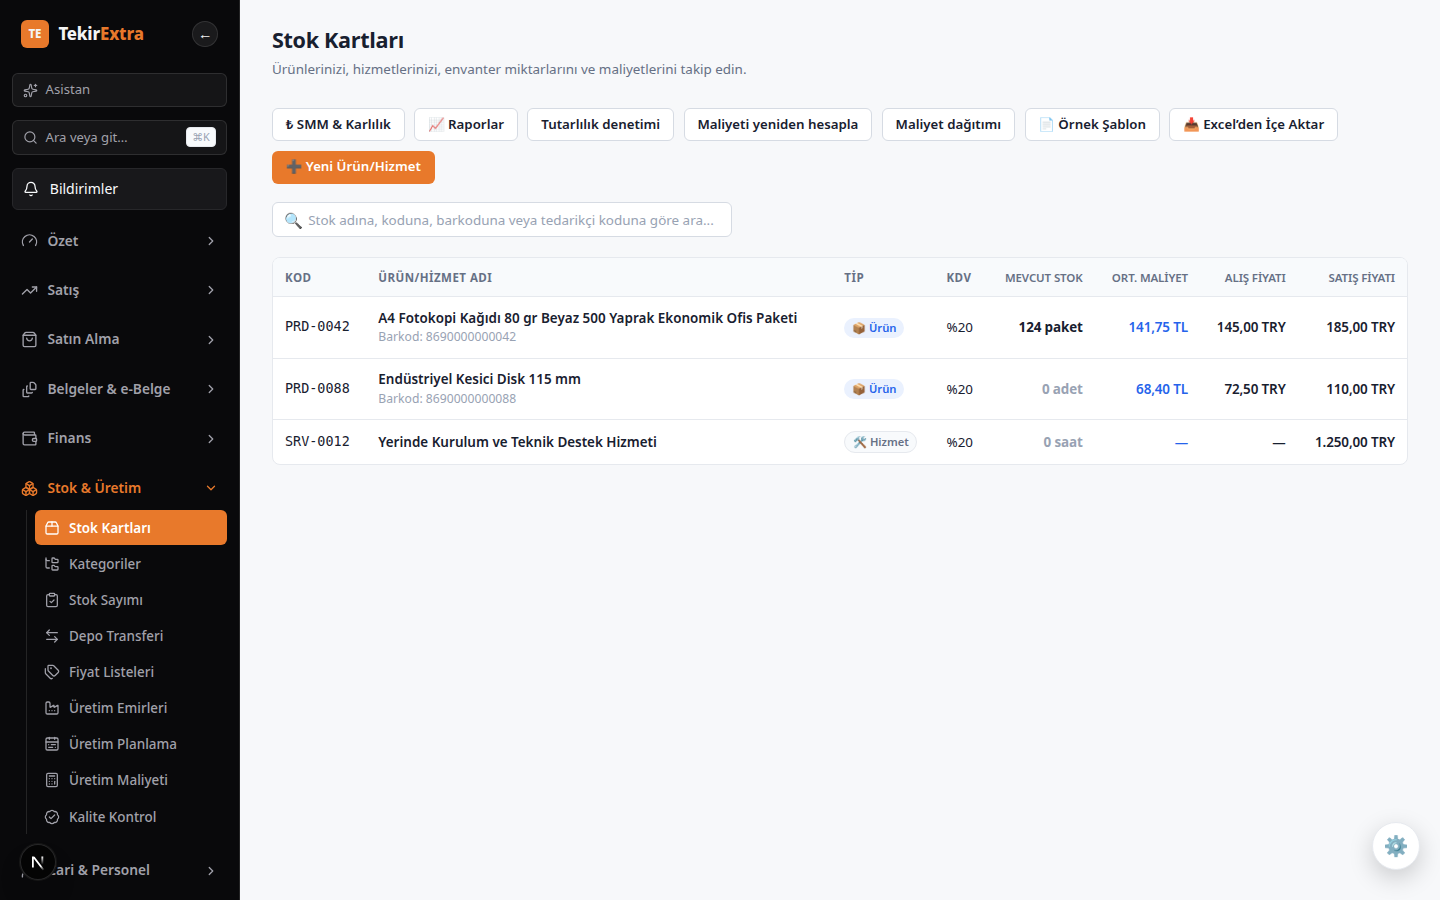 TE TekirExtra ←
Asistan
Ara veya git... ⌘K
Bildirimler
Özet
Satış
Satın Alma
Belgeler & e-Belge
Finans
Stok & Üretim
Stok Kartları
Kategoriler
Stok Sayımı
Depo Transferi
Fiyat Listeleri
Üretim Emirleri
Üretim Planlama
Üretim Maliyeti
Kalite Kontrol
N
ari & Personel
Stok Kartları
Ürünlerinizi, hizmetlerinizi, envanter miktarlarını ve maliyetlerini takip edin.
₺ SMM & Karlılık
📈 Raporlar
Tutarlılık denetimi
Maliyeti yeniden hesapla
Maliyet dağıtımı
📄 Örnek Şablon
📥 Excel'den İçe Aktar
➕ Yeni Ürün/Hizmet
🔍 Stok adına, koduna, barkoduna veya tedarikçi koduna göre ara...
KOD ÜRÜN/HİZMET ADI TİP KDV MEVCUT STOK ORT. MALİYET ALIŞ FİYATI SATIŞ FİYATI
PRD-0042 A4 Fotokopi Kağıdı 80 gr Beyaz 500 Yaprak Ekonomik Ofis Paketi 📦 Ürün %20 124 paket 141,75 TL 145,00 TRY 185,00 TRY
Barkod: 8690000000042
PRD-0088 Endüstriyel Kesici Disk 115 mm 📦 Ürün %20 0 adet 68,40 TL 72,50 TRY 110,00 TRY
Barkod: 8690000000088
SRV-0012 Yerinde Kurulum ve Teknik Destek Hizmeti 🛠️ Hizmet %20 0 saat — — 1.250,00 TRY